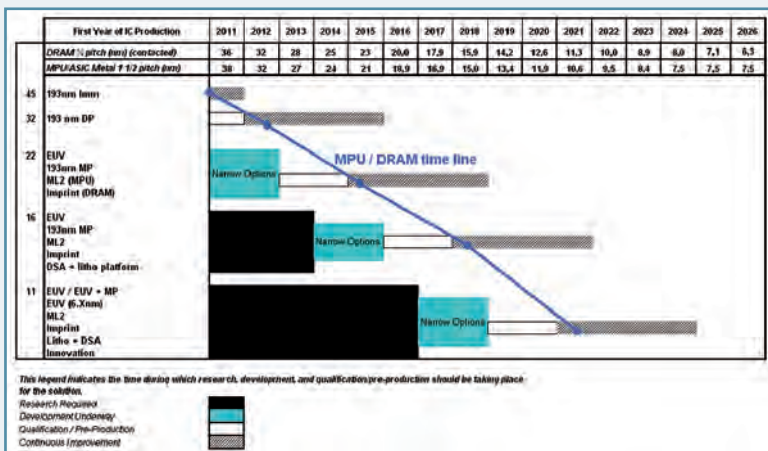 First Year of IC Production 2011 2012 2013 2014 2015 2016 2017 2018 2019 2020 2021 2022 2023 2024 2025 2026
DRAM ½ pitch (nm) (contacted) 36 32 28 25 23 20,0 17,9 15,9 14,2 12,6 11,3 10,0 8,9 8,0 7,1 6,3
MPU/ASIC Metal 1 1/2 pitch (nm) 38 32 27 24 21 18,9 16,9 15,0 13,4 11,9 10,6 9,5 8,4 7,5 7,5 7,5
45 193nm Imm
32 193 nm DP
22 EUV
193nm MP
ML2 (MPU)
Imprint (DRAM)
Narrow Options
MPU / DRAM time line
16 EUV
193nm MP
ML2
Imprint
DSA + litho platform
Narrow Options
11 EUV / EUV + MP
EUV (6.Xnm)
ML2
Imprint
Litho + DSA
Innovation
Narrow Options
This legend indicates the time during which research, development, and qualification/pre-production should be taking place
for the solution.
Research Required
Development Underway
Qualification / Pre-Production
Continuous Improvement